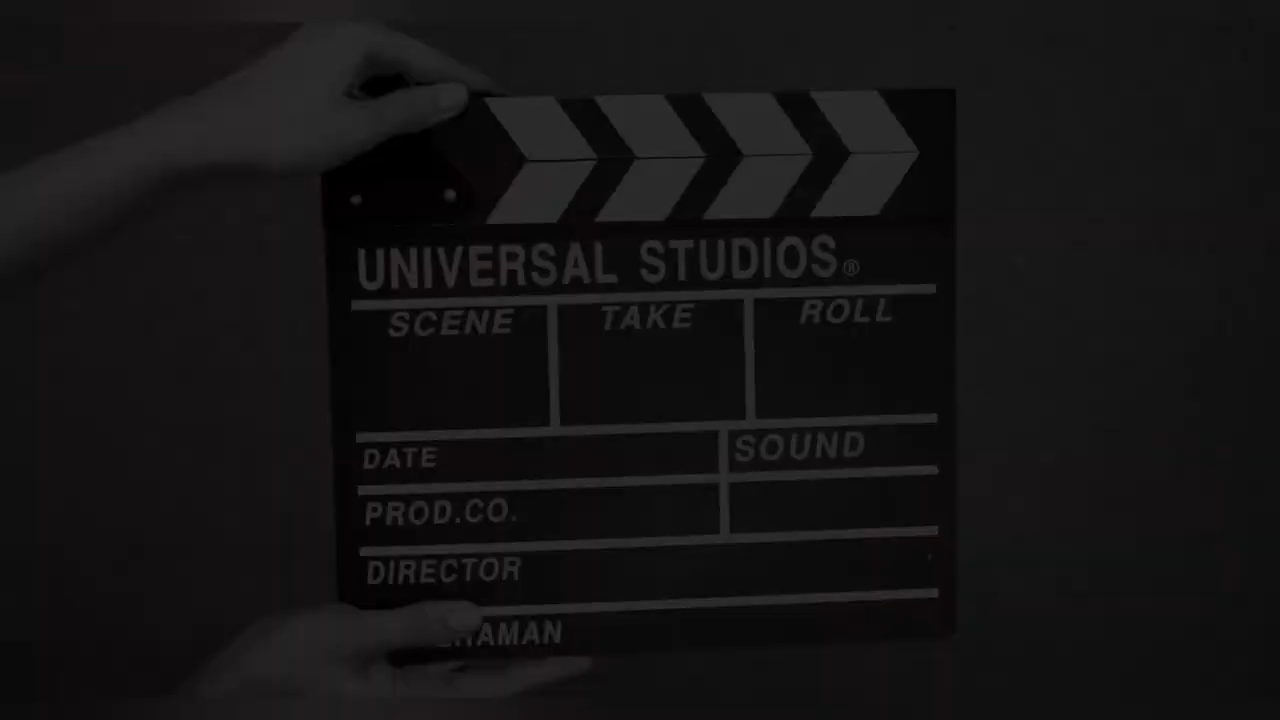 UNIVERSAL STUDIOS®
SCENE TAKE ROLL
DATE SOUND
PROD.CO.
DIRECTOR